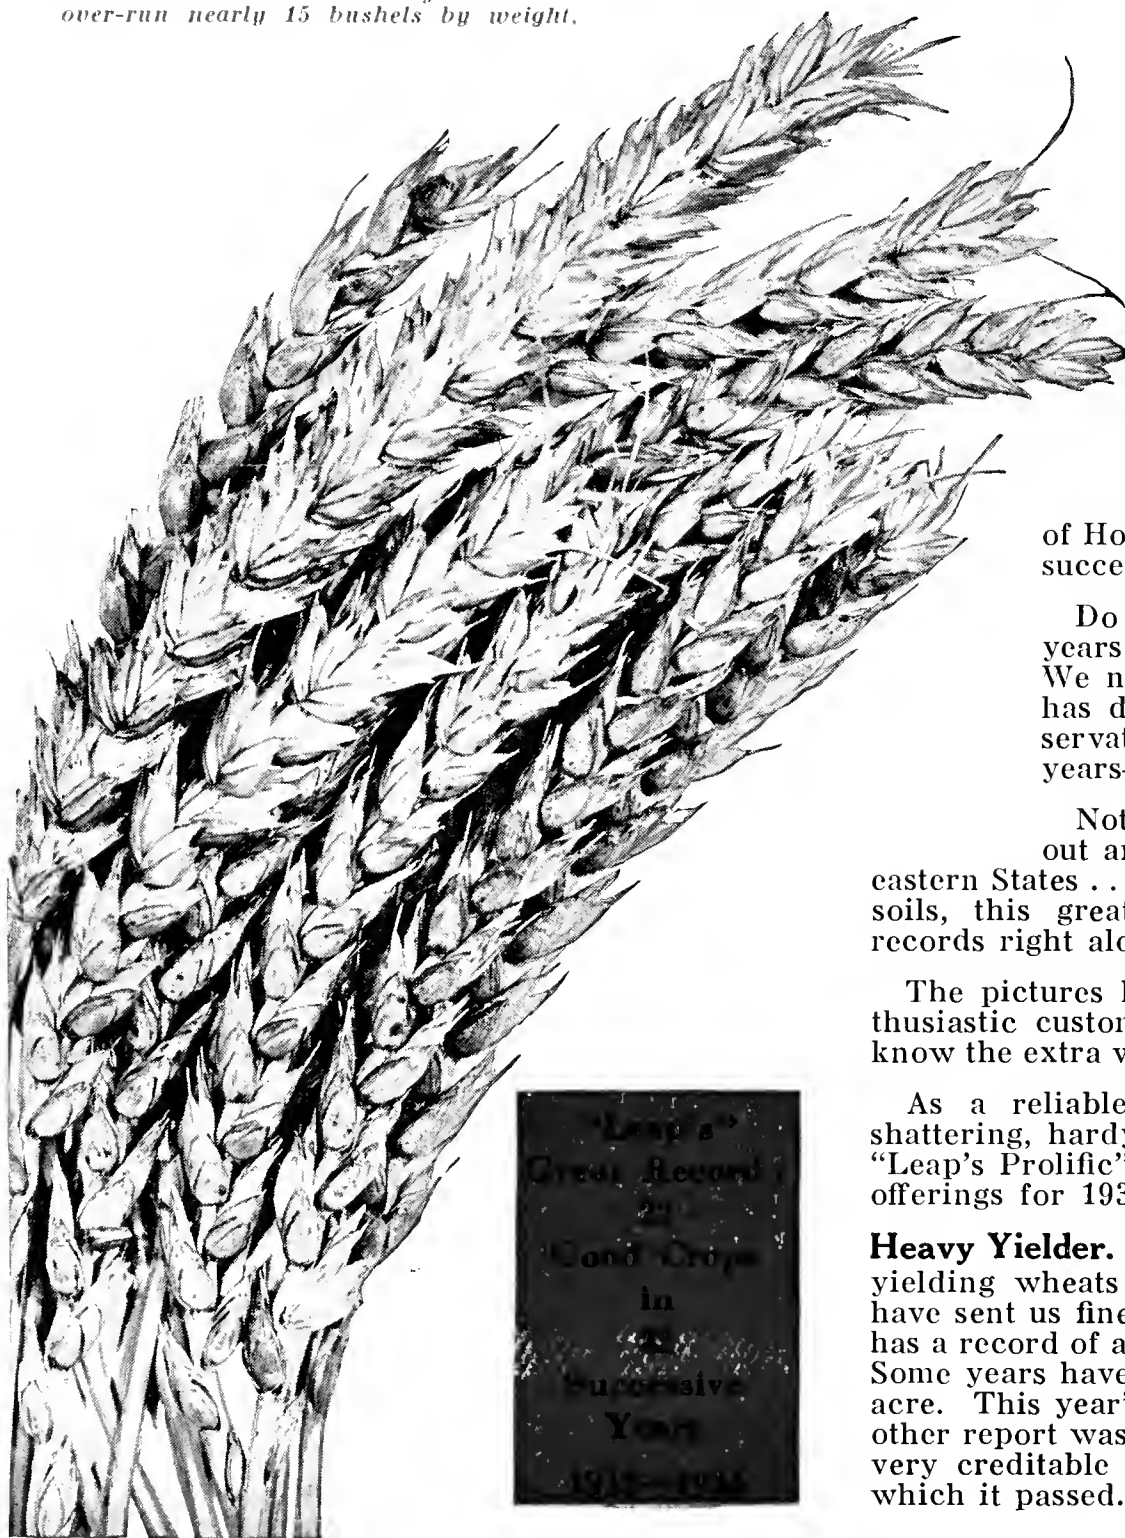 over-run nearly 15 bushels by weight.
of Ho
succe
Do
years
We n
has d
servat
years-
Not
out an
eastern States . .
soils, this great
records right alo
The pictures
thusiastic custon
know the extra
As a reliable
shattering, hardy
“Leap's Prolific”
offerings for 193
Heavy Yielder.
yielding wheats
have sent us fine
has a record of a
Some years have
acre. This year'
other report was
very creditable
which it passed.
“Leap's”
Great Record
Good Crops
in
Successive
Years